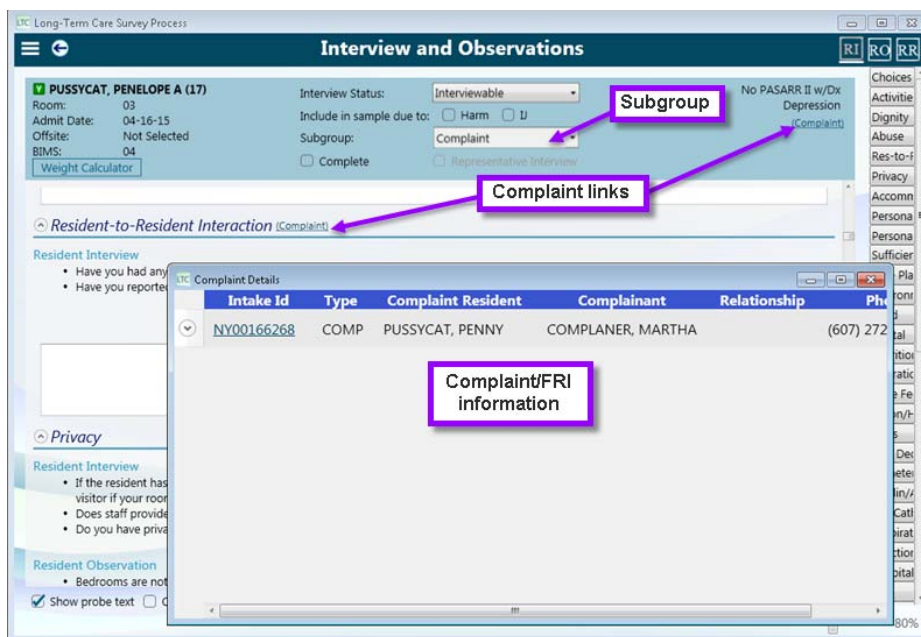 LTC Long-Term Care Survey Process
Interview and Observations
RI RO RR
PUSSYCAT, PENELOPE A (17)
Room: 03
Admit Date: 04-16-15
Offsite: Not Selected
BIMS: 04
Weight Calculator
Interview Status: Interviewable
Include in sample due to: Harm IJ
Subgroup: Complaint
Complete Representative Interview
No PASARR II w/Dx
Depression
(Complaint)
Subgroup
Complaint links
Choices
Activitie
Dignity
Abuse
Res-to-F
Privacy
Accomn
Persona
Persona
Sufficier
Pla
Resident-to-Resident Interaction (Complaint)
Resident Interview
• Have you had any
• Have you reporte
LTC Complaint Details
Intake Id Type Complaint Resident Complainant Relationship Pho
NY00166268 COMP PUSSYCAT, PENNY COMPLANER, MARTHA (607) 272
Complaint/FRI
information
Privacy
Resident Interview
• If the resident has
visitor if your roor
• Does staff provide
• Do you have priva
Resident Observation
• Bedrooms are not
Show probe text
80%